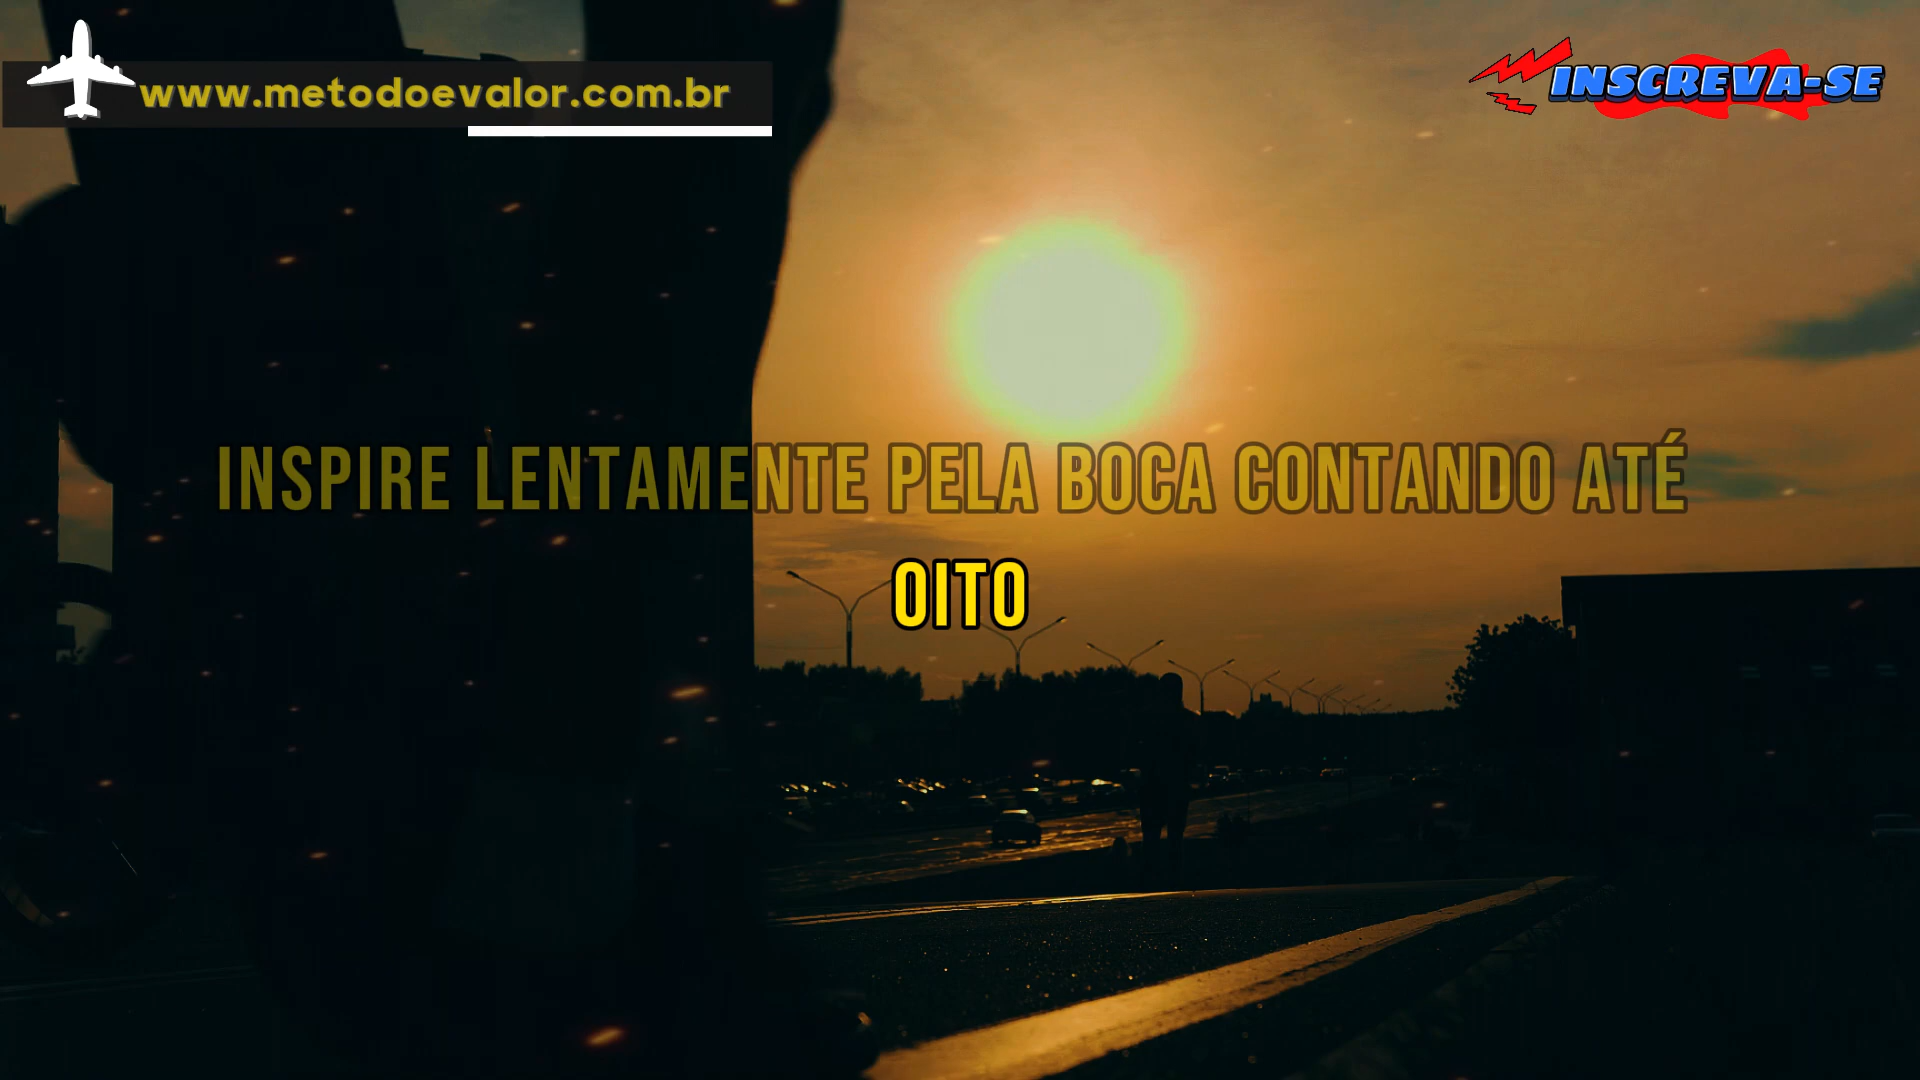 www.metodoevalor.com.br
INSCREVA-SE
INSPIRE LENTAMENTE PELA BOCA CONTANDO ATÉ
OITO